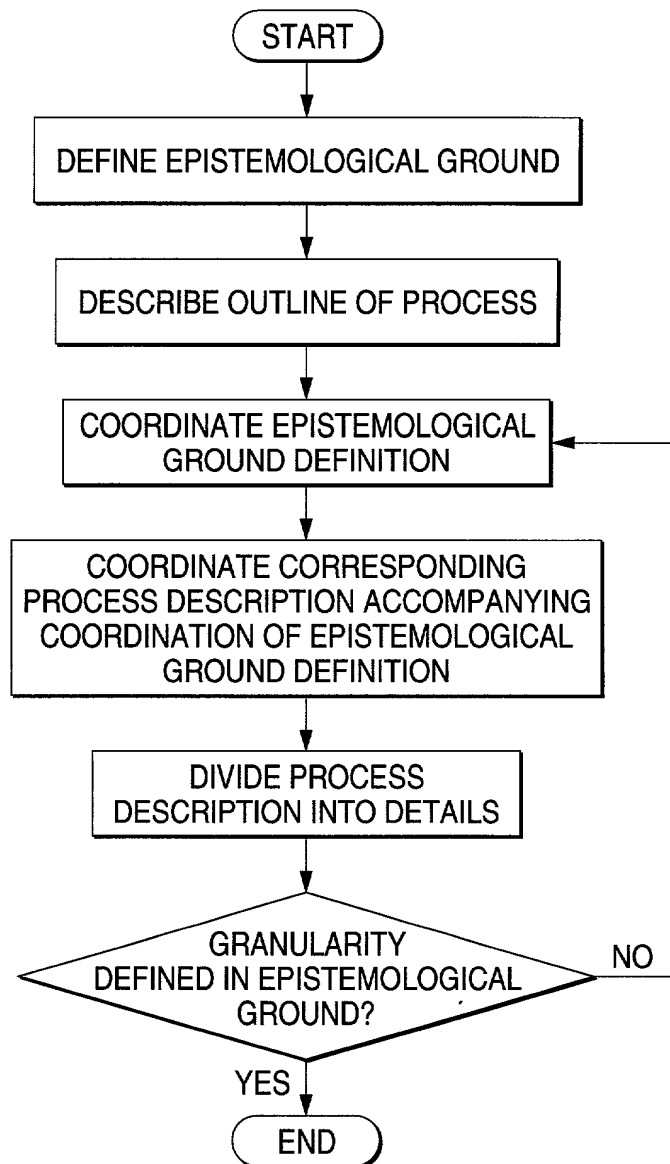 START
DEFINE EPISTEMOLOGICAL GROUND
DESCRIBE OUTLINE OF PROCESS
COORDINATE EPISTEMOLOGICAL
GROUND DEFINITION
COORDINATE CORRESPONDING
PROCESS DESCRIPTION ACCOMPANYING
COORDINATION OF EPISTEMOLOGICAL
GROUND DEFINITION
DIVIDE PROCESS
DESCRIPTION INTO DETAILS
GRANULARITY
DEFINED IN EPISTEMOLOGICAL
GROUND?
NO
YES
END